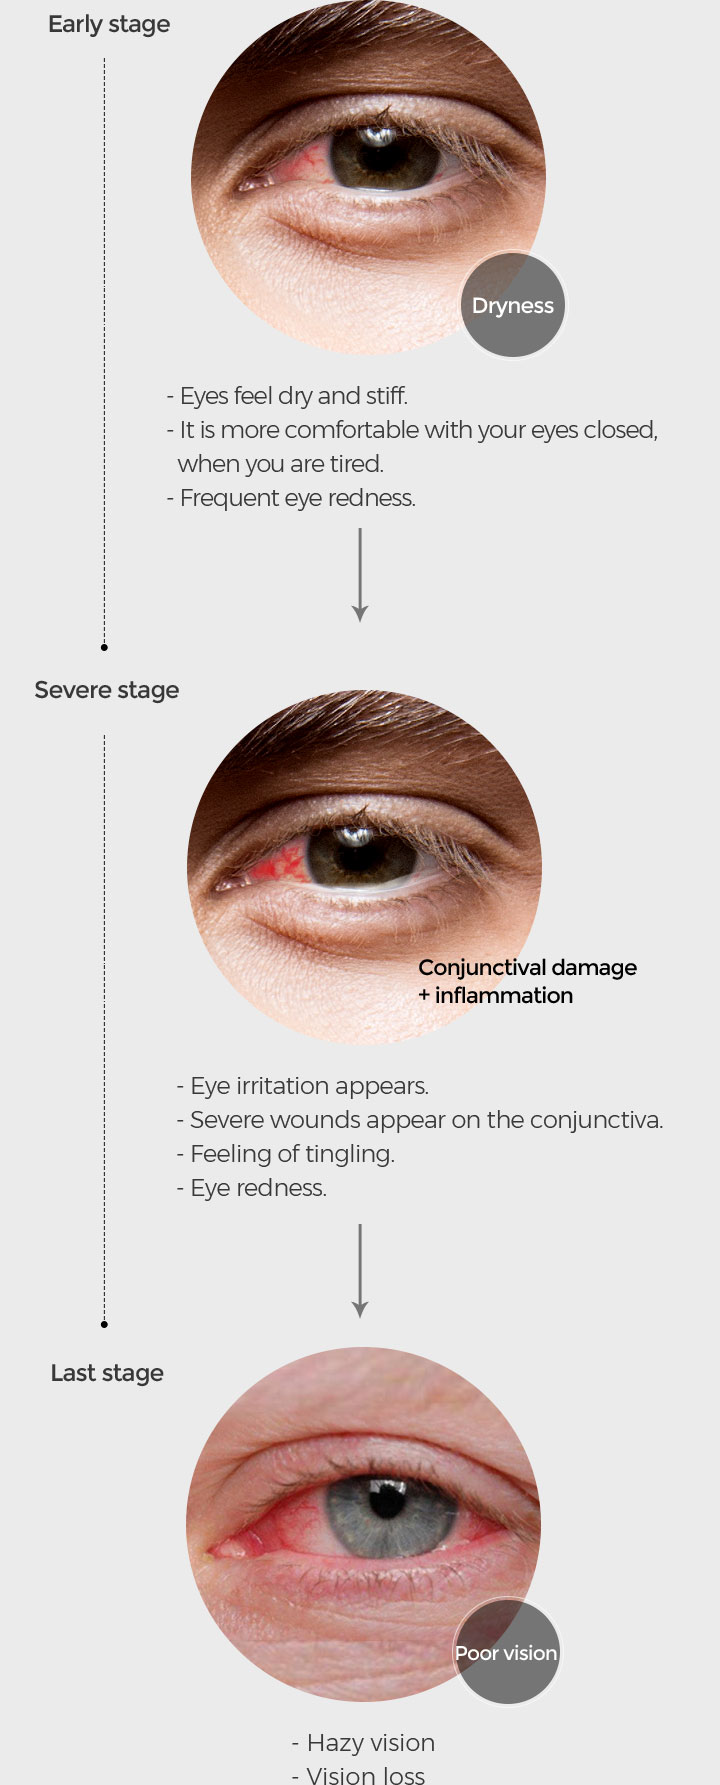 Early stage
Dryness
- Eyes feel dry and stiff.
- It is more comfortable with your eyes closed,
when you are tired.
- Frequent eye redness.
Severe stage
Conjunctival damage
+ inflammation
- Eye irritation appears.
- Severe wounds appear on the conjunctiva.
- Feeling of tingling.
- Eye redness.
Last stage
Poor vision
- Hazy vision
- Vision loss